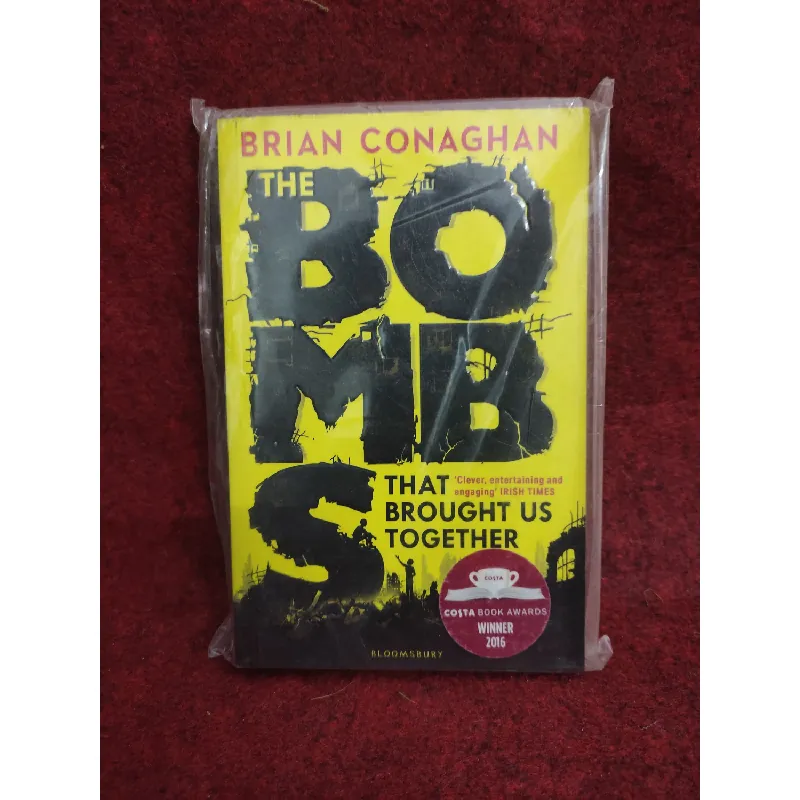 BRIAN CONAGHAN
THE
BO
MB
S
THAT
BROUGHT US
TOGETHER
'Clever, entertaining and
engaging' IRISH TIMES
COSTA
COSTA BOOK AWARDS
WINNER
2016
BLOOMSBURY